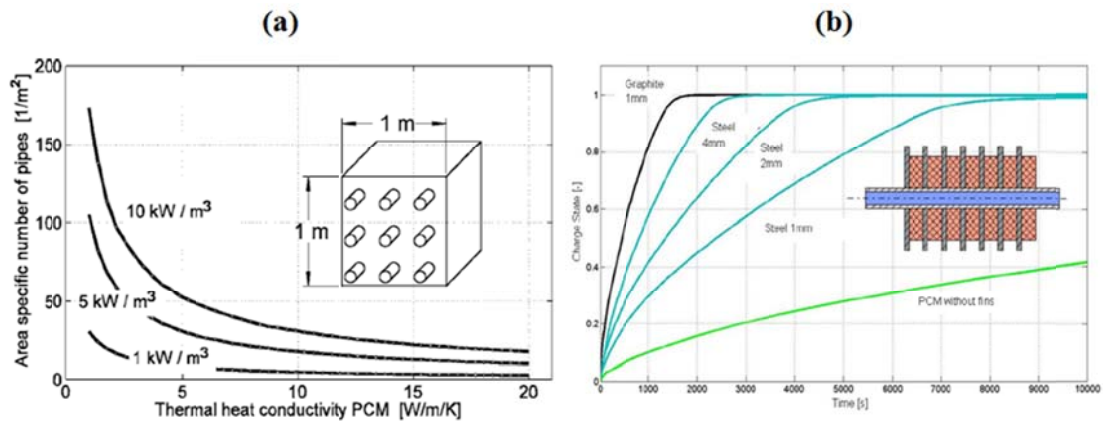 (a)
(b)
200
150
100
50
0
Area specific number of pipes [1/m²]
10 kW / m³
5 kW / m³
1 kW / m³
1 m
1 m
0
5
10
15
20
Thermal heat conductivity PCM [W/m/K]
1
0.8
0.6
0.4
0.2
0
Charge State [-]
Graphite
1mm
Steel
4mm
Steel
2mm
Steel 1mm
PCM without fins
0
1000
2000
3000
4000
5000
6000
7000
8000
9000
10000
Time [s]